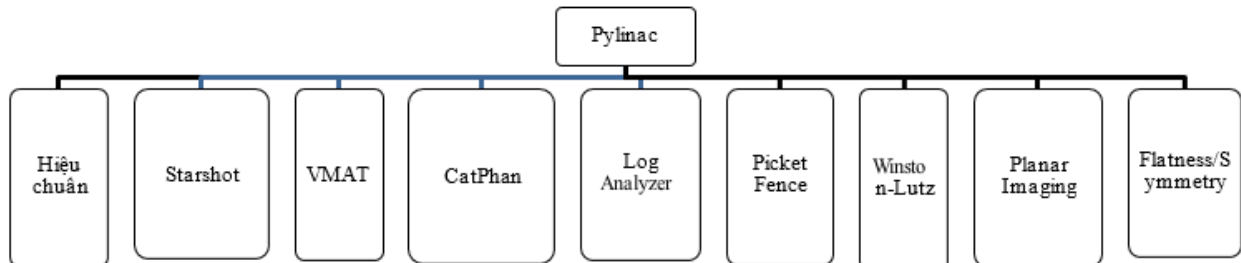 Pylinac
Hiệu
chuẩn
Starshot
VMAT
CatPhan
Log
Analyzer
Picket
Fence
Winsto
n-Lutz
Planar
Imaging
Flatness/S
ymmetry